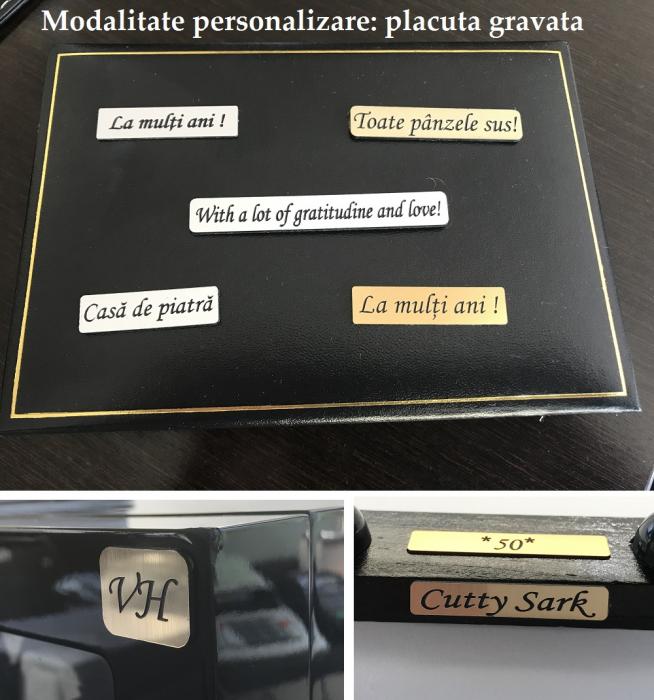 Modalitate personalizare: placuta gravata
La mulți ani !
Toate pânzele sus!
With a lot of gratitudine and love!
Casă de piatră
La mulți ani !
VH
*50*
Cutty Sark